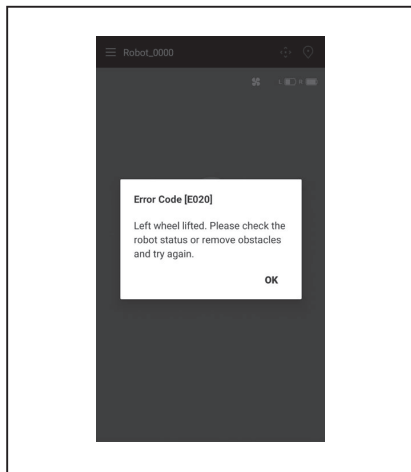 Robot_0000
L R
Error Code [E020]
Left wheel lifted. Please check the
robot status or remove obstacles
and try again.
OK